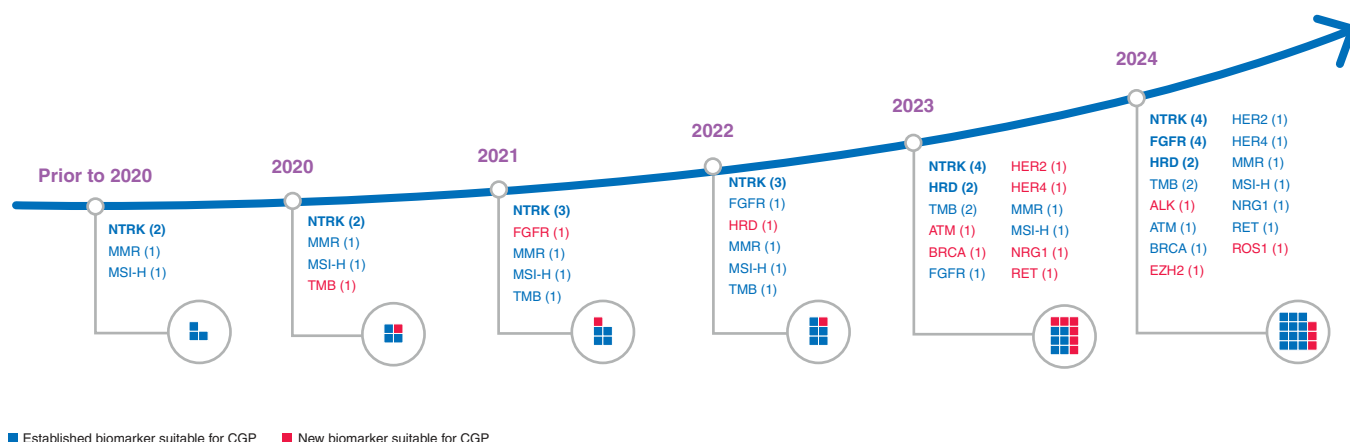 Prior to 2020
NTRK (2)
MMR (1)
MSI-H (1)
2020
NTRK (2)
MMR (1)
MSI-H (1)
TMB (1)
2021
NTRK (3)
FGFR (1)
MMR (1)
MSI-H (1)
TMB (1)
2022
NTRK (3)
FGFR (1)
HRD (1)
MMR (1)
MSI-H (1)
TMB (1)
2023
NTRK (4)
HRD (2)
TMB (2)
ATM (1)
BRCA (1)
FGFR (1)
HER2 (1)
HER4 (1)
MMR (1)
MSI-H (1)
NRG1 (1)
RET (1)
2024
NTRK (4)
FGFR (4)
HRD (2)
TMB (2)
ALK (1)
ATM (1)
BRCA (1)
EZH2 (1)
HER2 (1)
HER4 (1)
MMR (1)
MSI-H (1)
NRG1 (1)
RET (1)
ROS1 (1)
Established biomarker suitable for CGP
New biomarker suitable for CGP